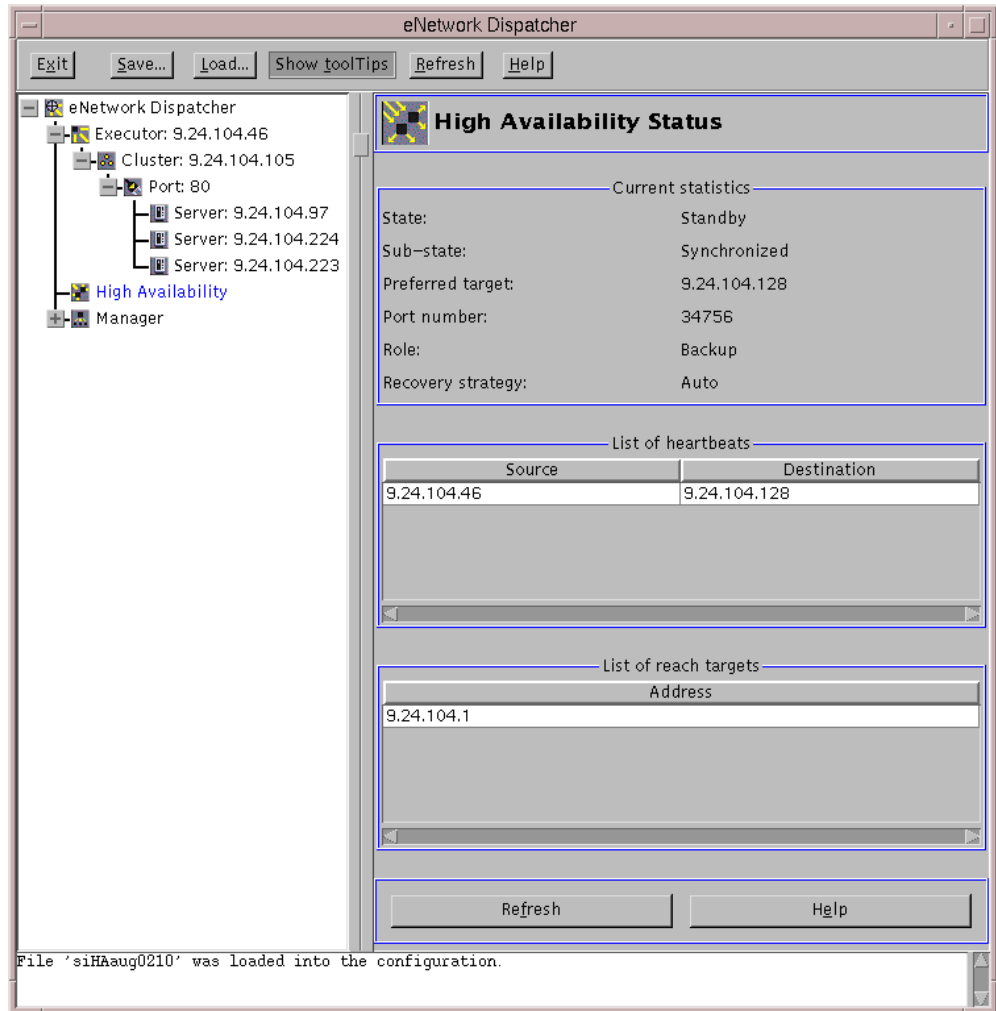 eNetwork Dispatcher
Exit Save... Load... Show toolTips Refresh Help
eNetwork Dispatcher
Executor: 9.24.104.46
Cluster: 9.24.104.105
Port: 80
Server: 9.24.104.97
Server: 9.24.104.224
Server: 9.24.104.223
High Availability
Manager
High Availability Status
Current statistics
State: Standby
Sub-state: Synchronized
Preferred target: 9.24.104.128
Port number: 34756
Role: Backup
Recovery strategy: Auto
List of heartbeats
Source Destination
9.24.104.46 9.24.104.128
List of reach targets
Address
9.24.104.1
Refresh Help
File 'siHAaug0210' was loaded into the configuration.